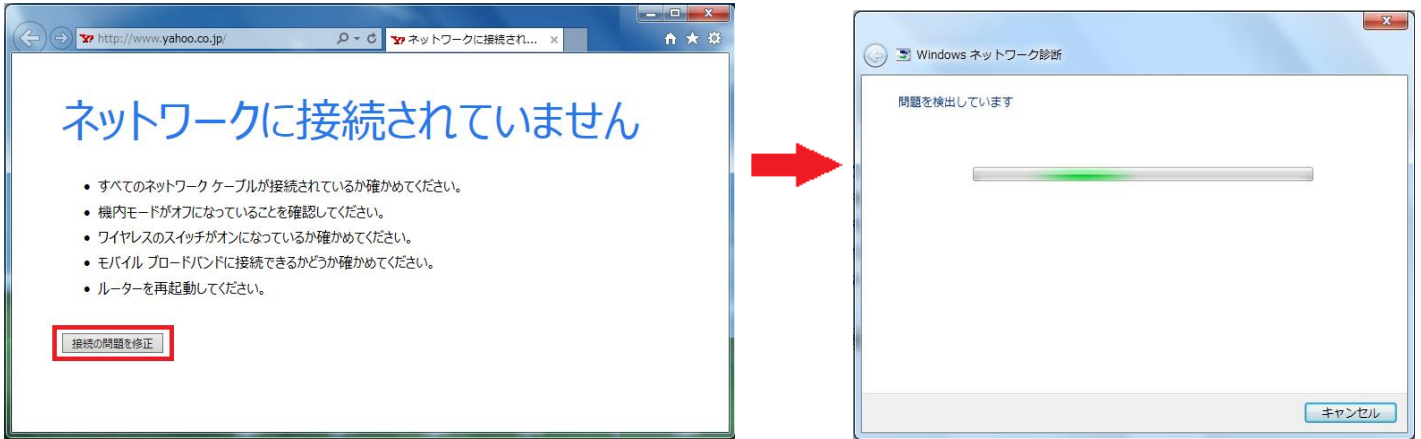 http://www.yahoo.co.jp/
ネットワークに接続され...
ネットワークに接続されていません
すべてのネットワーク ケーブルが接続されているか確かめてください。
機内モードがオフになっていることを確認してください。
ワイヤレスのスイッチがオンになっているか確かめてください。
モバイル ブロードバンドに接続できるかどうか確かめてください。
ルーターを再起動してください。
接続の問題を修正
Windows ネットワーク診断
問題を検出しています
キャンセル